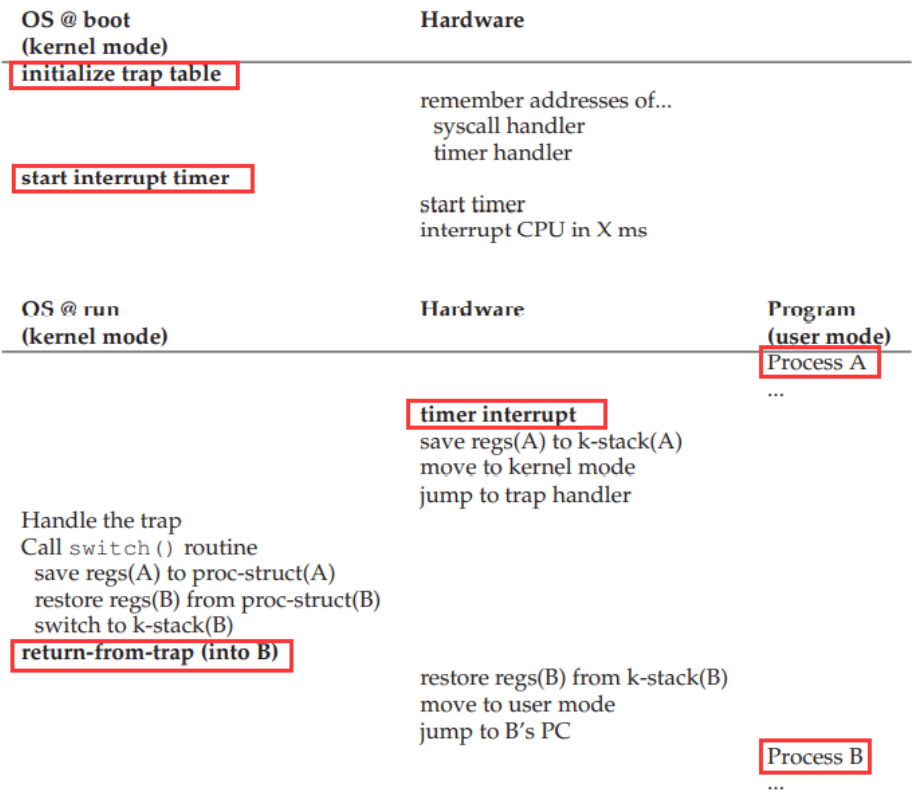 OS @ boot Hardware
(kernel mode)
initialize trap table
remember addresses of...
syscall handler
timer handler
start interrupt timer
start timer
interrupt CPU in X ms
OS @ run Hardware Program
(kernel mode) (user mode)
Process A
...
timer interrupt
save regs(A) to k-stack(A)
move to kernel mode
jump to trap handler
Handle the trap
Call switch() routine
save regs(A) to proc-struct(A)
restore regs(B) from proc-struct(B)
switch to k-stack(B)
return-from-trap (into B)
restore regs(B) from k-stack(B)
move to user mode
jump to B's PC
Process B
...